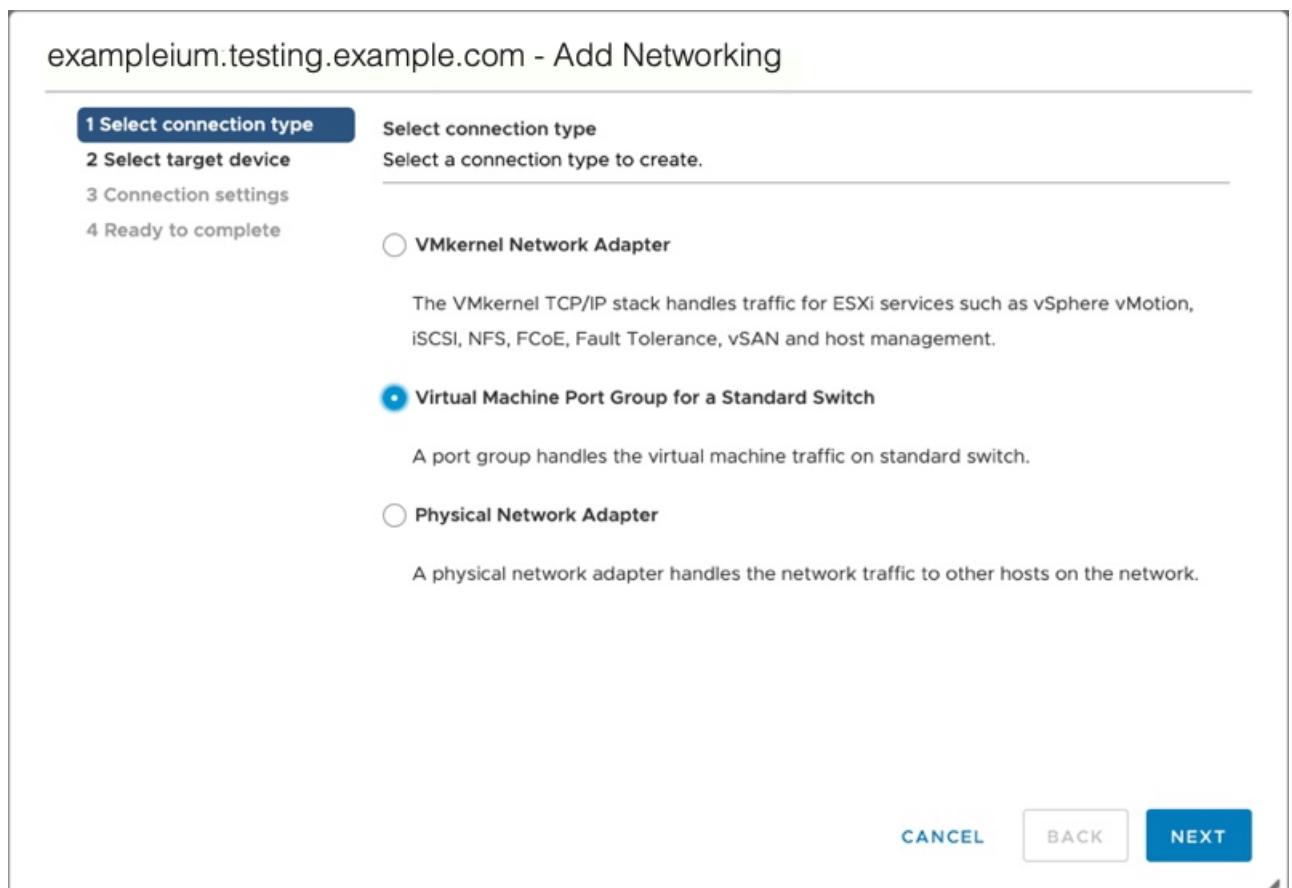 exampleium.testing.example.com - Add Networking
1 Select connection type
2 Select target device
3 Connection settings
4 Ready to complete
Select connection type
Select a connection type to create.
VMkernel Network Adapter
The VMkernel TCP/IP stack handles traffic for ESXi services such as vSphere vMotion,
iSCSI, NFS, FCoE, Fault Tolerance, vSAN and host management.
Virtual Machine Port Group for a Standard Switch
A port group handles the virtual machine traffic on standard switch.
Physical Network Adapter
A physical network adapter handles the network traffic to other hosts on the network.
CANCEL
BACK
NEXT